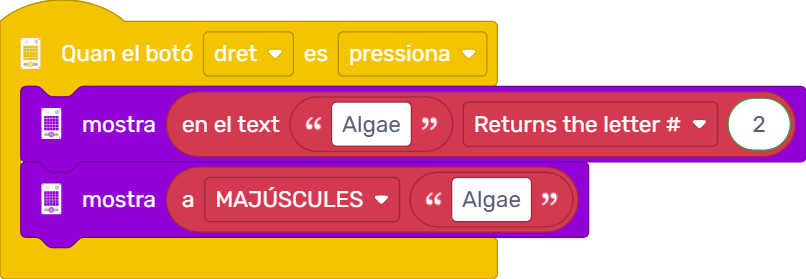 Quan el botó dret es pressiona
mostra en el text “ Algae ” Returns the letter # 2
mostra a MAJÚSCULES “ Algae ”